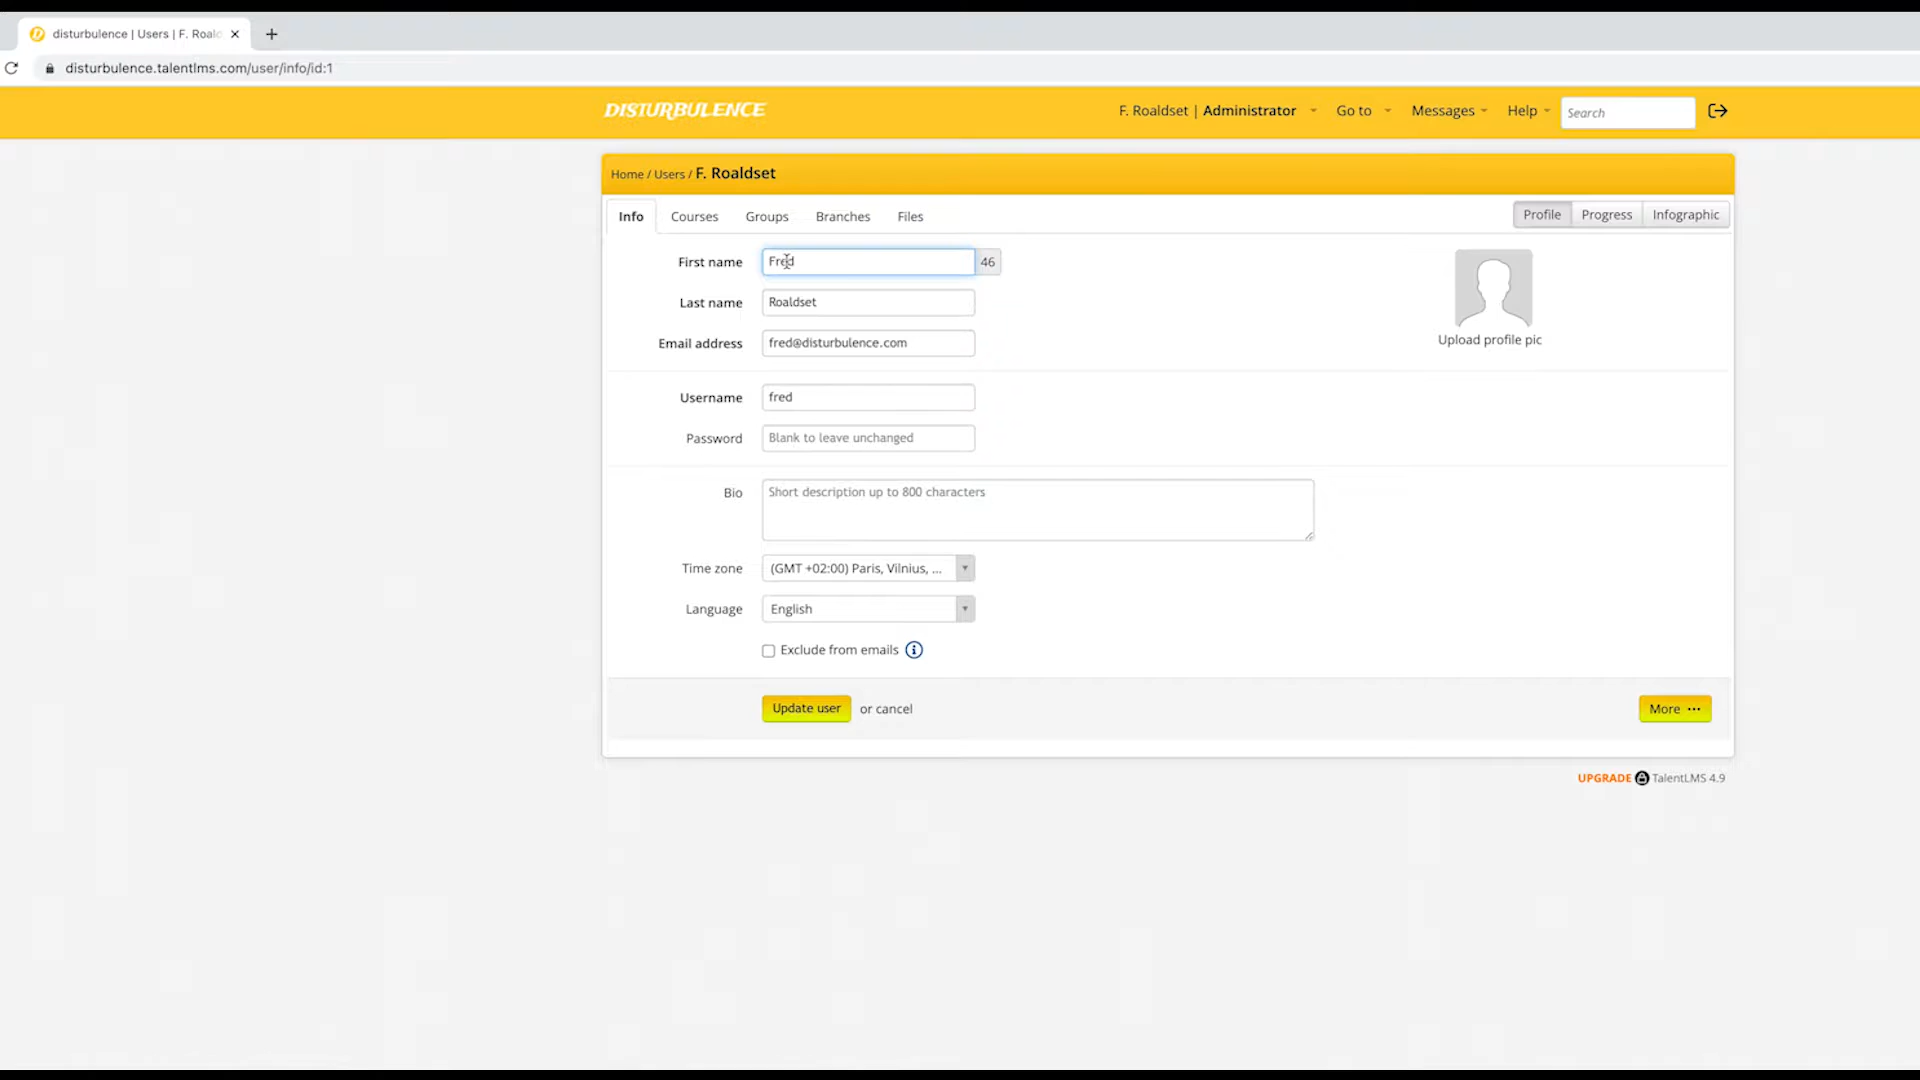 disturbulence | Users | F. Roald
disturbulence.talentlms.com/user/info/id:1
DISTURBULENCE
F. Roaldset | Administrator Go to Messages Help Search
Home / Users / F. Roaldset
Info Courses Groups Branches Files Profile Progress Infographic
First name Fred 46
Last name Roaldset
Email address fred@disturbulence.com
Upload profile pic
Username fred
Password Blank to leave unchanged
Bio Short description up to 800 characters
Time zone (GMT +02:00) Paris, Vilnius, ...
Language English
Exclude from emails
Update user or cancel More ···
UPGRADE TalentLMS 4.9